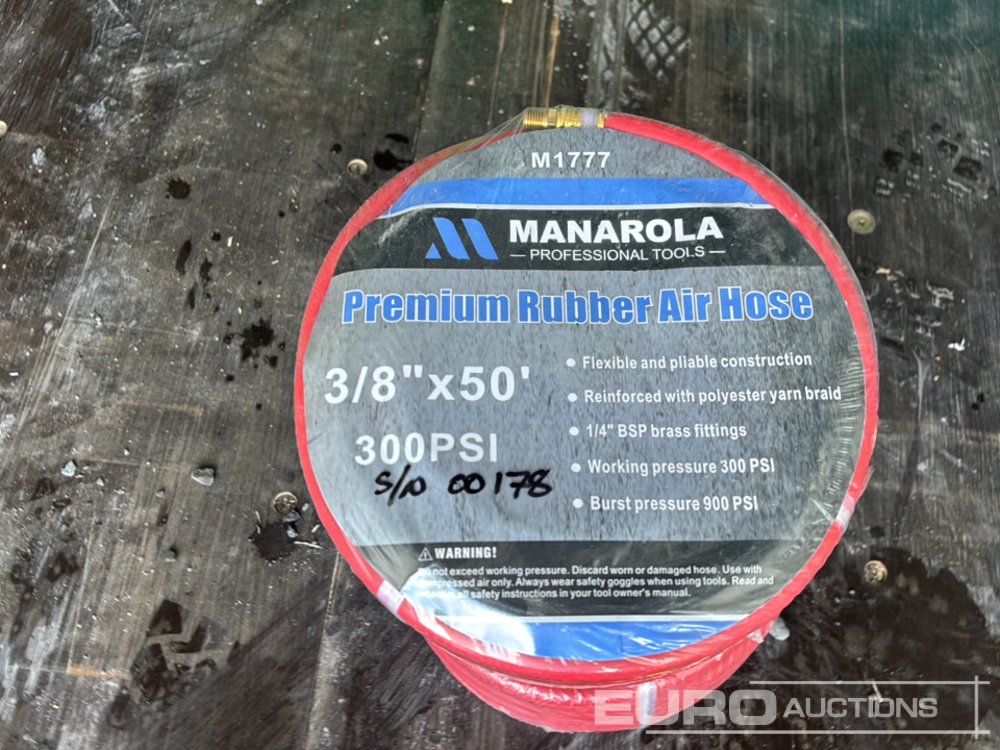 M1777
MANAROLA
PROFESSIONAL TOOLS
Premium Rubber Air Hose
3/8"x50'
300PSI
S/N 00178
Flexible and pliable construction
Reinforced with polyester yarn braid
1/4" BSP brass fittings
Working pressure 300 PSI
Burst pressure 900 PSI
WARNING!
not exceed working pressure. Discard worn or damaged hose. Use with
air only. Always wear safety goggles when using tools. Read and
all safety instructions in your tool owner's manual.
EURO AUCTIONS